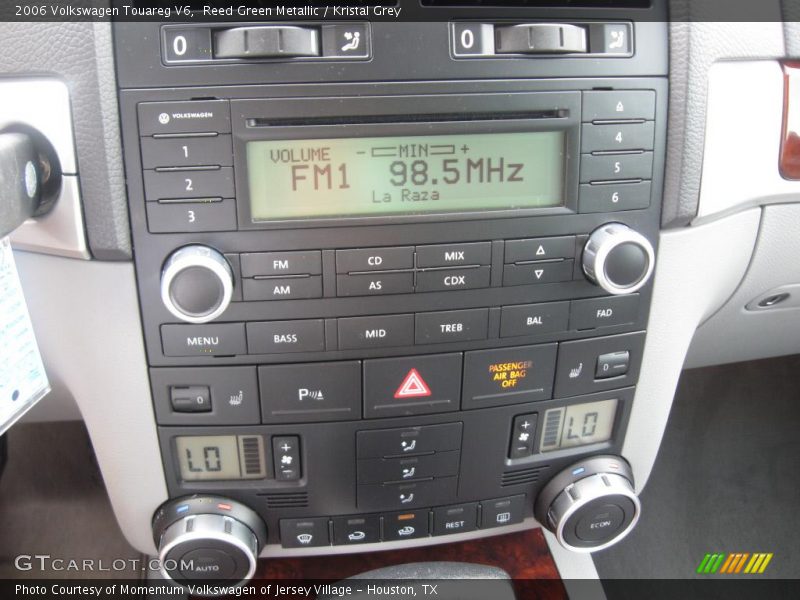 2006 Volkswagen Touareg V6, Reed Green Metallic / Kristal Grey
0
0
VOLKSWAGEN
1
2
3
VOLUME - MIN +
FM1 98.5MHz
La Raza
4
5
6
FM
AM
CD
AS
MIX
CDX
MENU
BASS
MID
TREB
BAL
FAD
0
P
PASSENGER
AIR BAG
OFF
0
LO
+
-
+
-
LO
REST
AUTO
ECON
GTCARLOT.com
Photo Courtesy of Momentum Volkswagen of Jersey Village - Houston, TX